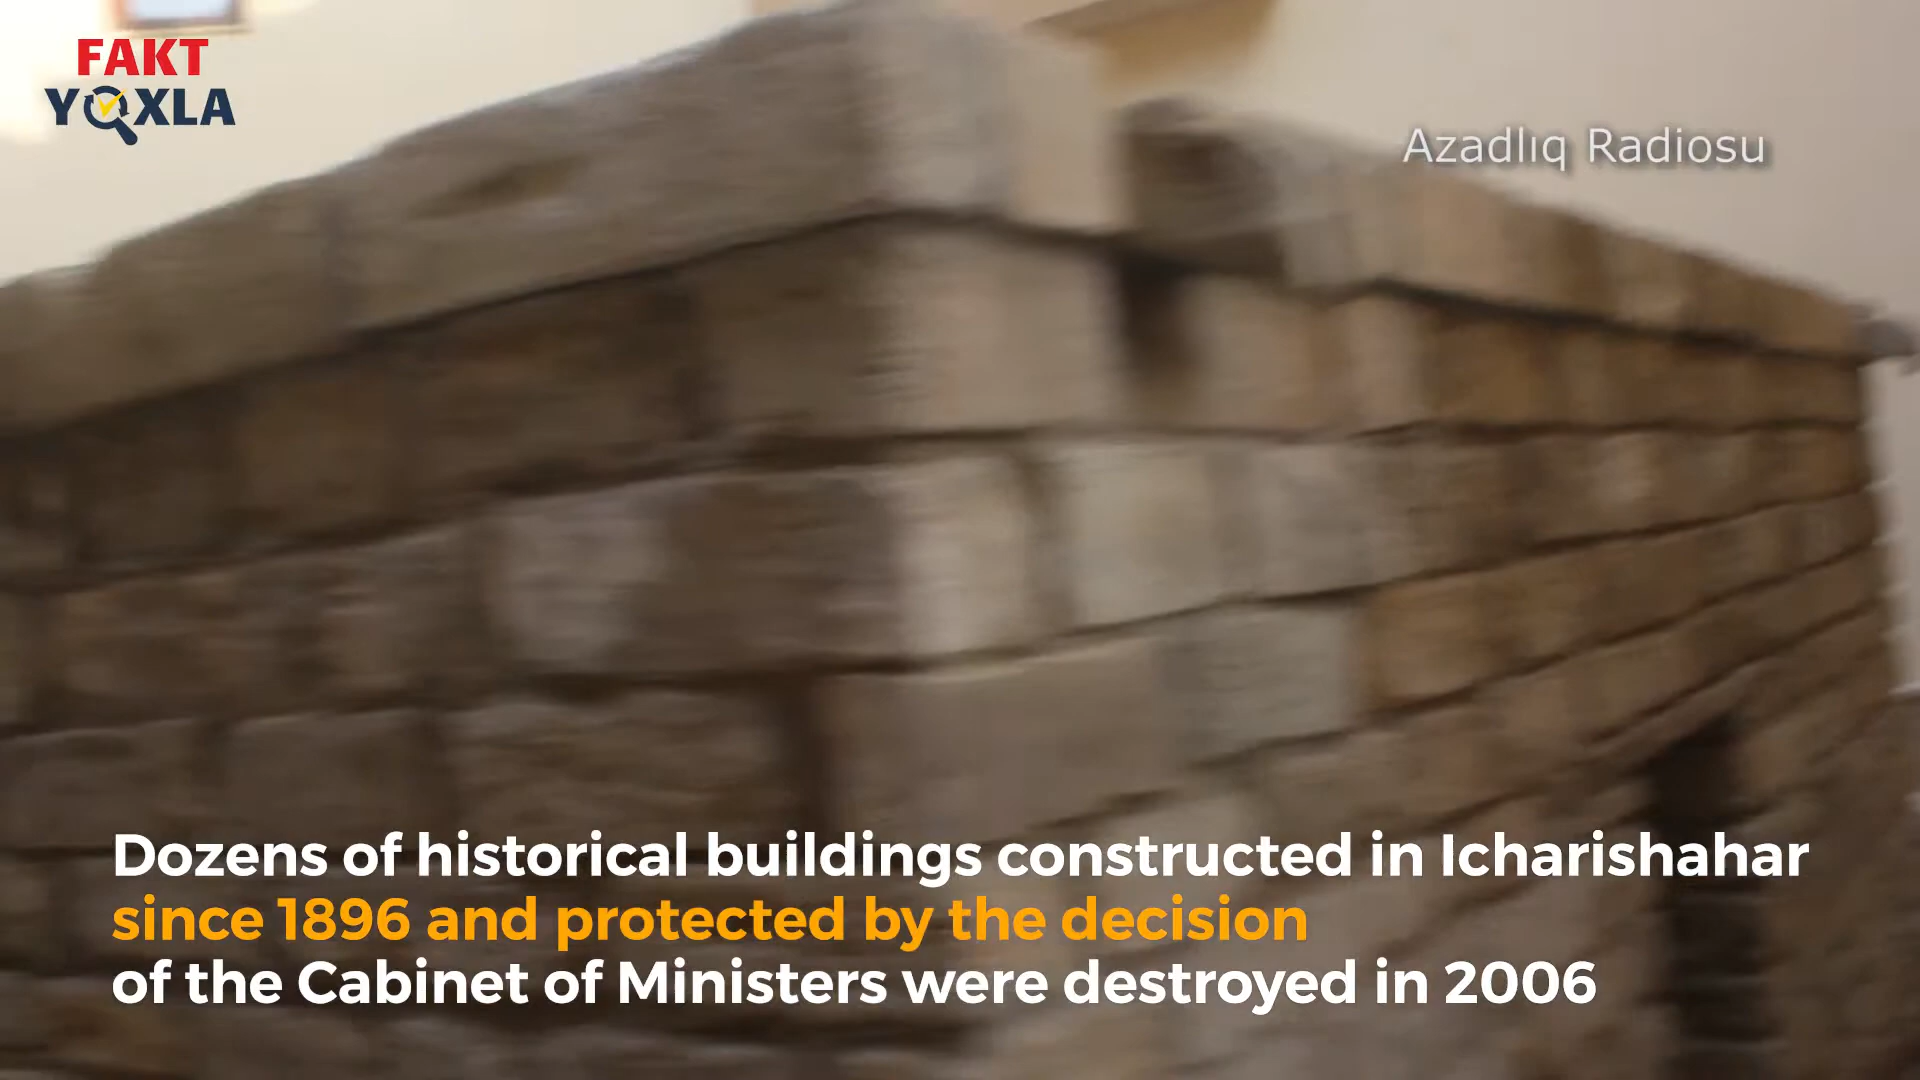 FAKT
YOXLA
Azadlıq Radiosu
Dozens of historical buildings constructed in Icharishahar
since 1896 and protected by the decision
of the Cabinet of Ministers were destroyed in 2006